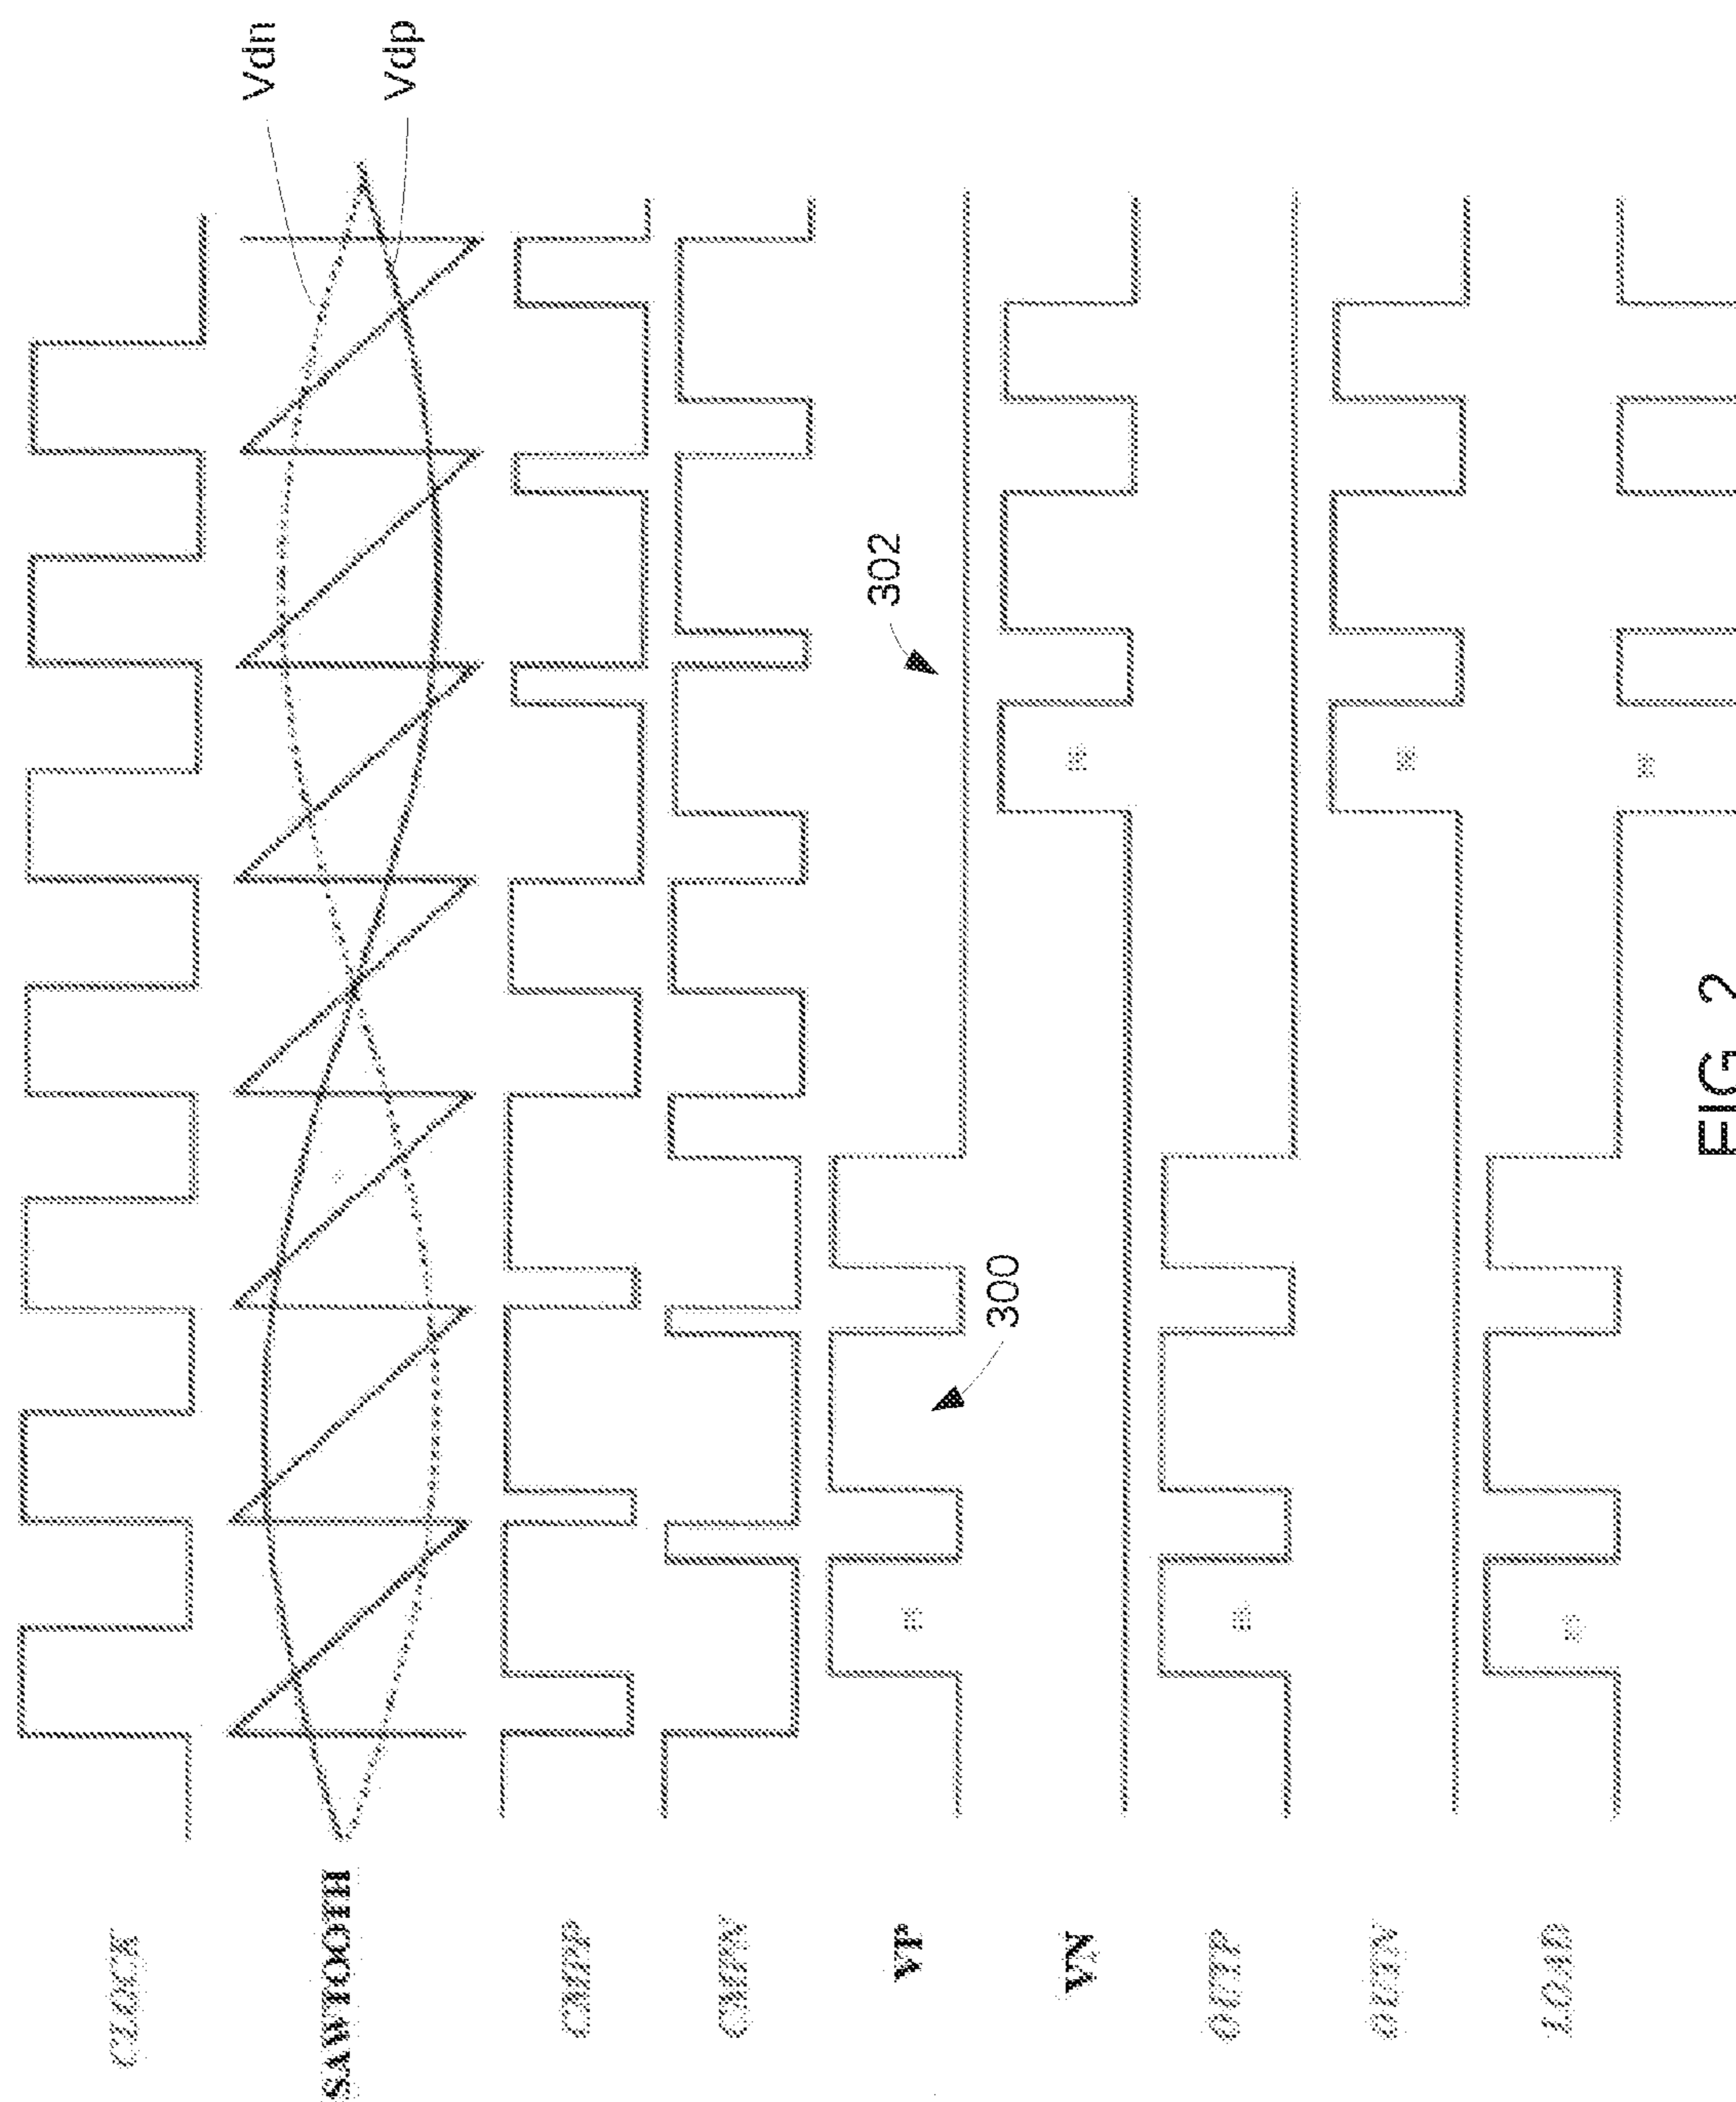 Vdn
Vdp
CLOCK
SAWTOOTH
CMPP
CMPN
VP
VN
OUTP
OUTN
LOAD
300
302
FIG. 2